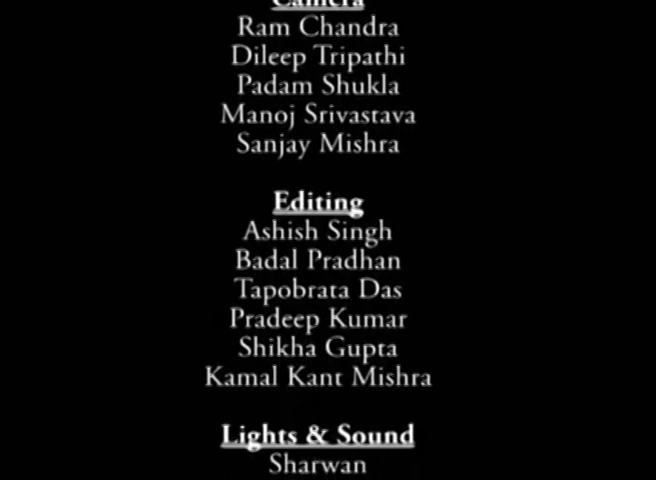 Camera
Ram Chandra
Dileep Tripathi
Padam Shukla
Manoj Srivastava
Sanjay Mishra
Editing
Ashish Singh
Badal Pradhan
Tapobrata Das
Pradeep Kumar
Shikha Gupta
Kamal Kant Mishra
Lights & Sound
Sharwan